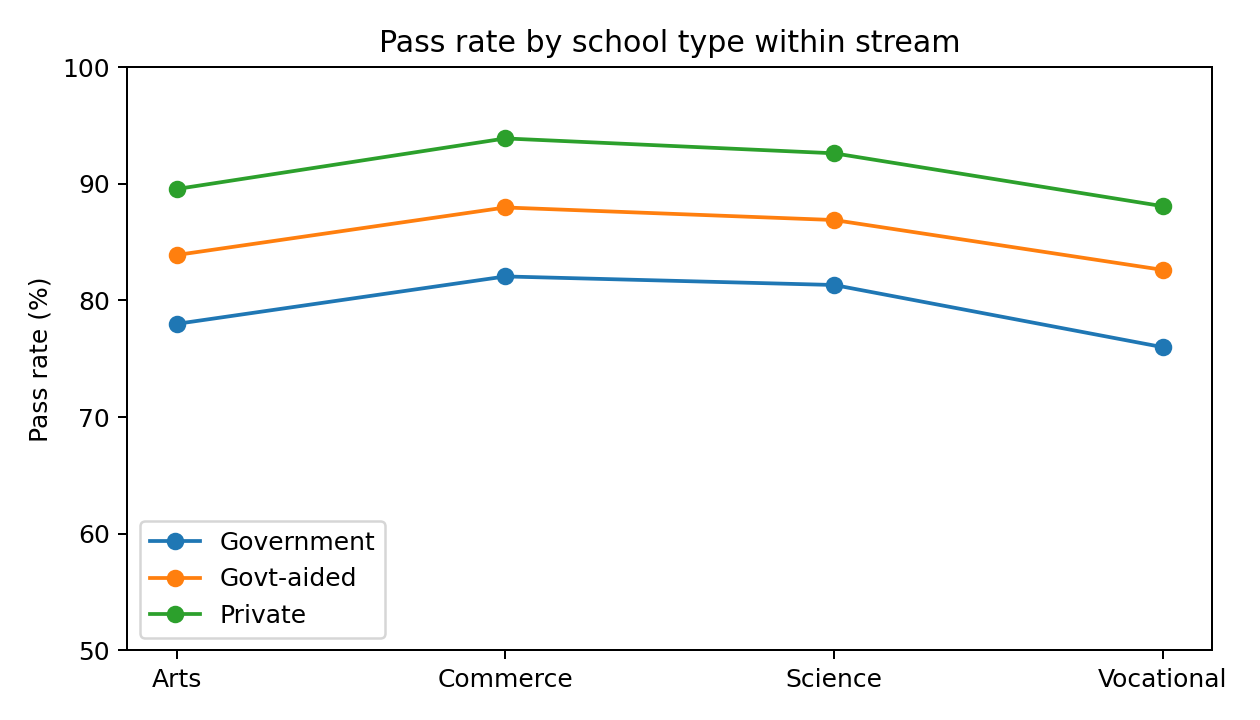 Pass rate by school type within stream
Pass rate (%)
100
90
80
70
60
50
Government
Govt-aided
Private
Arts Commerce Science Vocational